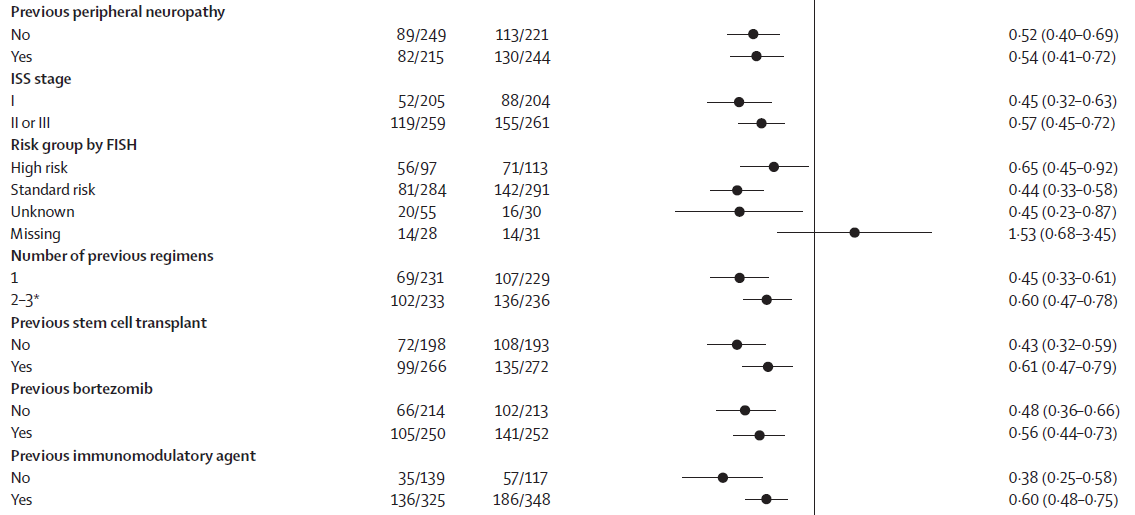 Previous peripheral neuropathy
No 89/249 113/221 0·52 (0·40–0·69)
Yes 82/215 130/244 0·54 (0·41–0·72)
ISS stage
I 52/205 88/204 0·45 (0·32–0·63)
II or III 119/259 155/261 0·57 (0·45–0·72)
Risk group by FISH
High risk 56/97 71/113 0·65 (0·45–0·92)
Standard risk 81/284 142/291 0·44 (0·33–0·58)
Unknown 20/55 16/30 0·45 (0·23–0·87)
Missing 14/28 14/31 1·53 (0·68–3·45)
Number of previous regimens
1 69/231 107/229 0·45 (0·33–0·61)
2–3* 102/233 136/236 0·60 (0·47–0·78)
Previous stem cell transplant
No 72/198 108/193 0·43 (0·32–0·59)
Yes 99/266 135/272 0·61 (0·47–0·79)
Previous bortezomib
No 66/214 102/213 0·48 (0·36–0·66)
Yes 105/250 141/252 0·56 (0·44–0·73)
Previous immunomodulatory agent
No 35/139 57/117 0·38 (0·25–0·58)
Yes 136/325 186/348 0·60 (0·48–0·75)